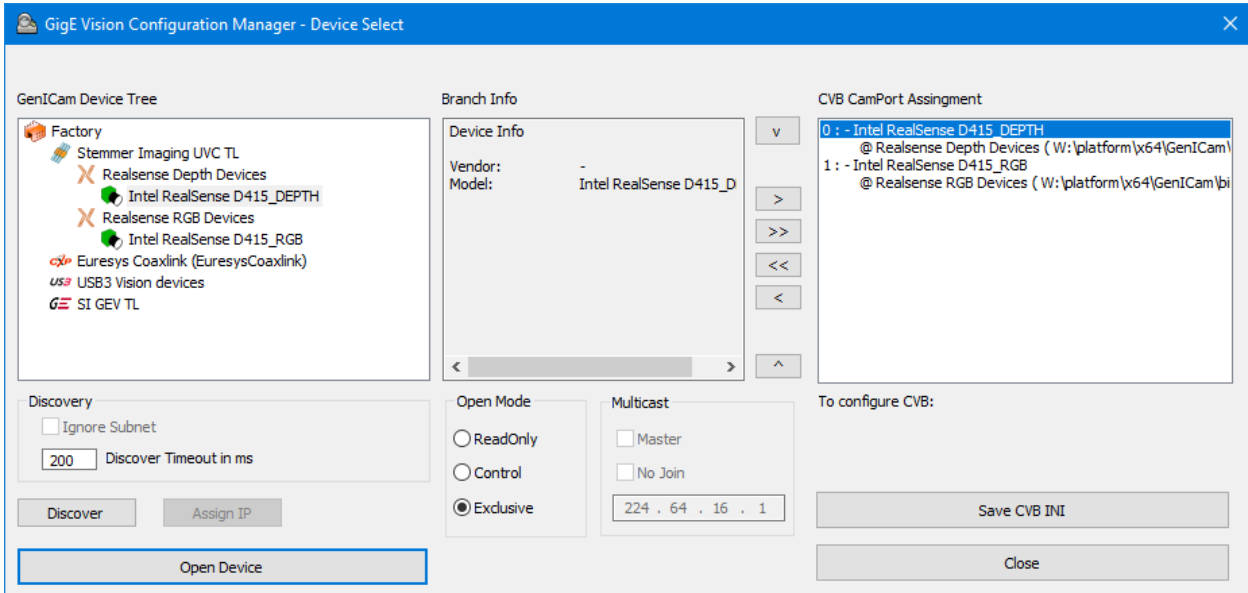 GigE Vision Configuration Manager - Device Select
GenICam Device Tree
Factory
Stemmer Imaging UVC TL
Realsense Depth Devices
Intel RealSense D415_DEPTH
Realsense RGB Devices
Intel RealSense D415_RGB
CXP Euresys Coaxlink (EuresysCoaxlink)
USB3 USB3 Vision devices
GE SI GEV TL
Branch Info
Device Info
Vendor: -
Model: Intel RealSense D415_D
v
>
>>
<<
<
^
CVB CamPort Assingment
0 : - Intel RealSense D415_DEPTH
@ Realsense Depth Devices ( W:\platform\x64\GenICam\
1 : - Intel RealSense D415_RGB
@ Realsense RGB Devices ( W:\platform\x64\GenICam\bi
Discovery
Ignore Subnet
200 Discover Timeout in ms
Discover
Assign IP
Open Device
Open Mode
ReadOnly
Control
Exclusive
Multicast
Master
No Join
224 . 64 . 16 . 1
To configure CVB:
Save CVB INI
Close